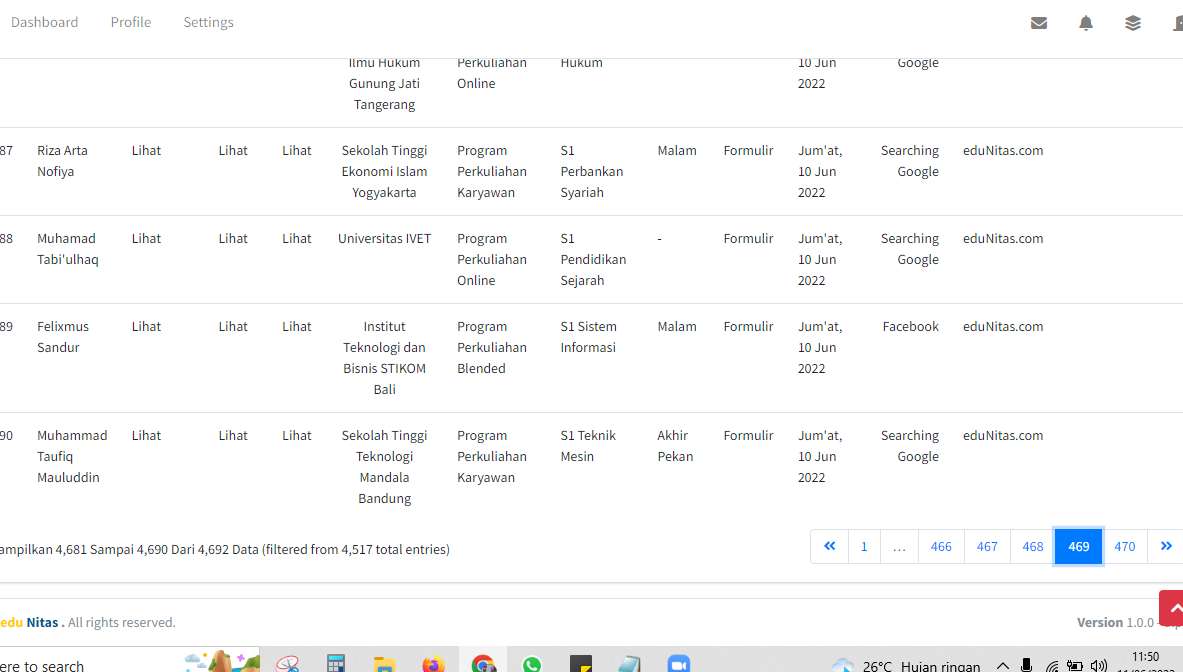 Dashboard Profile Settings
Ilmu Hukum Perkuliahan Hukum 10 Jun Google
Gunung Jati Online 2022
Tangerang
87 Riza Arta Lihat Lihat Lihat Sekolah Tinggi Program S1 Malam Formulir Jum'at, Searching eduNitas.com
Nofiya Ekonomi Islam Perkuliahan Perbankan 10 Jun Google
Yogyakarta Karyawan Syariah 2022
88 Muhamad Lihat Lihat Lihat Universitas IVET Program S1 - Formulir Jum'at, Searching eduNitas.com
Tabi'ulhaq Perkuliahan Pendidikan 10 Jun Google
Online Sejarah 2022
89 Felixmus Lihat Lihat Lihat Institut Program S1 Sistem Malam Formulir Jum'at, Facebook eduNitas.com
Sandur Teknologi dan Perkuliahan Informasi 10 Jun
Bisnis STIKOM Blended 2022
Bali
90 Muhammad Lihat Lihat Lihat Sekolah Tinggi Program S1 Teknik Akhir Formulir Jum'at, Searching eduNitas.com
Taufiq Teknologi Perkuliahan Mesin Pekan 10 Jun Google
Mauluddin Mandala Karyawan 2022
Bandung
ampilkan 4,681 Sampai 4,690 Dari 4,692 Data (filtered from 4,517 total entries)
« 1 ... 466 467 468 469 470 »
edu Nitas . All rights reserved. Version 1.0.0
ere to search 26°C Hujan ringan 11:50